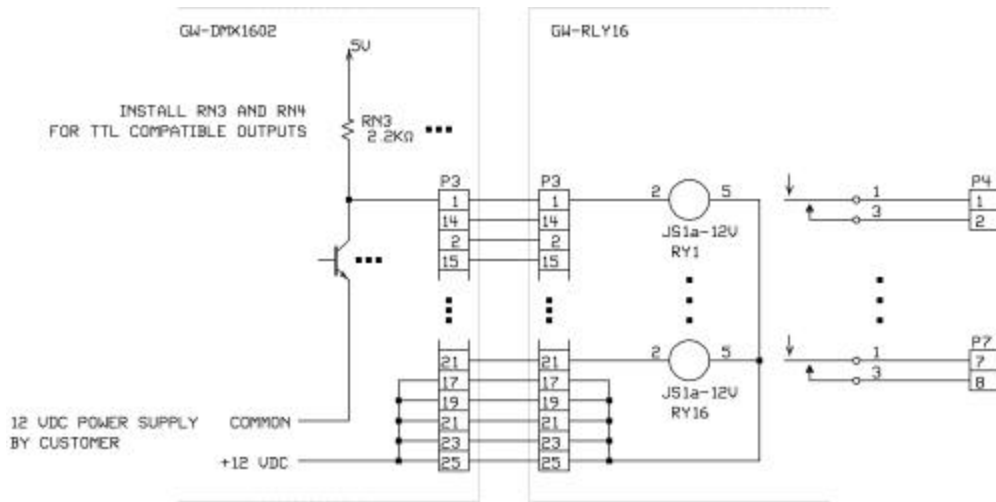 GW-DMX1602
GW-RLY16
5V
INSTALL RN3 AND RN4
FOR TTL COMPATIBLE OUTPUTS
RN3
2.2KΩ
P3
1
14
2
15
21
17
19
21
23
25
P3
1
14
2
15
21
17
19
21
23
25
2
5
JS1a-12V
RY1
2
5
JS1a-12V
RY16
1
3
P4
1
2
1
3
P7
7
8
12 VDC POWER SUPPLY
BY CUSTOMER
COMMON
+12 VDC